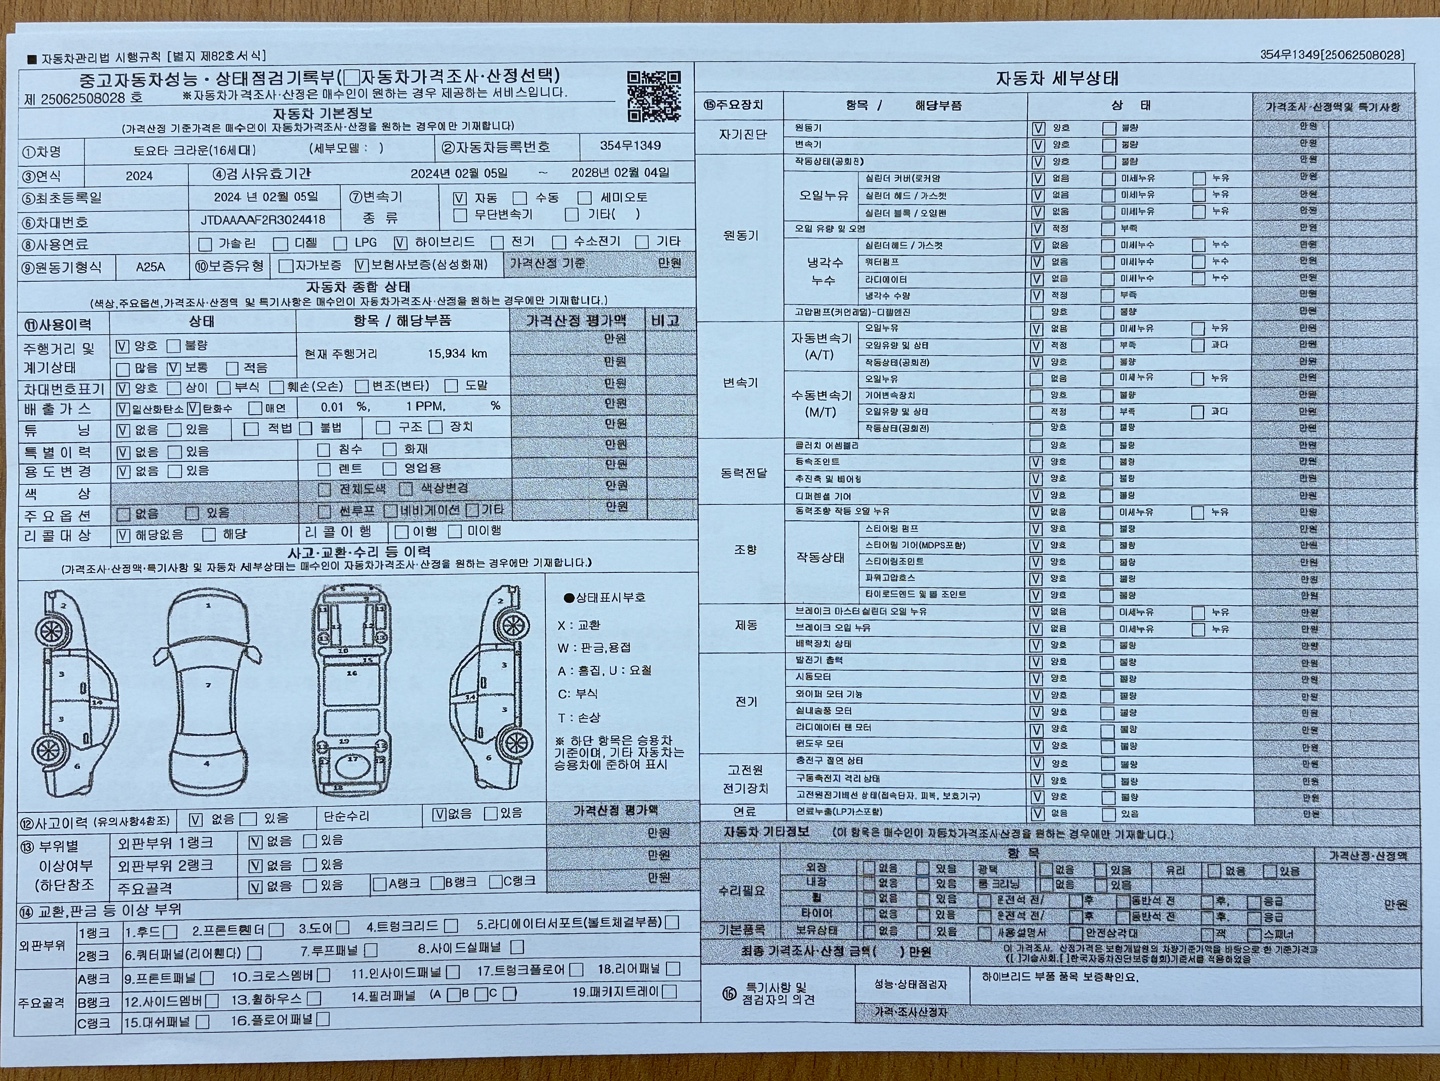 ■ 자동차관리법 시행규칙 [별지 제82호서식]
354무1349[25062508028]
중고자동차성능·상태점검기록부(□자동차가격조사·산정선택)
제 25062508028 호 ※자동차가격조사·산정은 매수인이 원하는 경우 제공하는 서비스입니다.
자동차 기본정보
(가격산정 기준가격은 매수인이 자동차가격조사·산정을 원하는 경우에만 기재합니다)
①차명 토요타 크라운(16세대) (세부모델 : ) ②자동차등록번호 354무1349
③연식 2024 ④검사유효기간 2024년 02월 05일 ~ 2028년 02월 04일
⑤최초등록일 2024 년 02월 05일 ⑦변속기 종류 [V] 자동 □ 수동 □ 세미오토
⑥차대번호 JTDAAAAF2R3024418 □ 무단변속기 □ 기타( )
⑧사용연료 □ 가솔린 □ 디젤 □ LPG [V] 하이브리드 □ 전기 □ 수소전기 □ 기타
⑨원동기형식 A25A ⑩보증유형 □자가보증 [V]보험사보증(삼성화재) 가격산정 기준 만원
자동차 종합 상태
(색상,주요옵션,가격조사·산정액 및 특기사항은 매수인이 자동차가격조사·산정을 원하는 경우에만 기재합니다.)
⑪사용이력 상태 항목 / 해당부품 가격산정 평가액 비고
주행거리 및 계기상태 [V] 양호 □ 불량 현재 주행거리 15,934 km 만원
□ 많음 [V] 보통 □ 적음 만원
차대번호표기 [V] 양호 □ 상이 □ 부식 □ 훼손(오손) □ 변조(변타) □ 도말 만원
배출가스 [V]일산화탄소 [V]탄화수 □매연 0.01 %, 1 PPM, % 만원
튜 닝 [V] 없음 □ 있음 □ 적법 □ 불법 □ 구조 □ 장치 만원
특별이력 [V] 없음 □ 있음 □ 침수 □ 화재 만원
용도변경 [V] 없음 □ 있음 □ 렌트 □ 영업용 만원
색 상 □ 전체도색 □ 색상변경 만원
주요옵션 □ 없음 □ 있음 □ 썬루프 □네비게이션 □기타 만원
리콜대상 [V] 해당없음 □ 해당 리콜이행 □ 이행 □ 미이행
사고·교환·수리 등 이력
(가격조사·산정액·특기사항 및 자동차 세부상태는 매수인이 자동차가격조사·산정을 원하는 경우에만 기재합니다.)
●상태표시부호
X : 교환
W : 판금,용접
A : 흠집, U : 요철
C: 부식
T : 손상
※ 하단 항목은 승용차
기준이며, 기타 자동차는
승용차에 준하여 표시
⑫사고이력 (유의사항4참조) [V] 없음 □ 있음 단순수리 [V]없음 □있음 가격산정 평가액
⑬ 부위별 이상여부 (하단참조 외판부위 1랭크 [V] 없음 □ 있음 만원
외판부위 2랭크 [V] 없음 □ 있음 만원
주요골격 [V] 없음 □ 있음 □A랭크 □B랭크 □C랭크 만원
⑭ 교환,판금 등 이상 부위
외판부위 1랭크 1.후드□ 2.프론트휀더□ 3.도어□ 4.트렁크리드□ 5.라디에이터서포트(볼트체결부품)□
2랭크 6.쿼터패널(리어휀다)□ 7.루프패널□ 8.사이드실패널□
주요골격 A랭크 9.프론트패널□ 10.크로스멤버□ 11.인사이드패널□ 17.트렁크플로어□ 18.리어패널□
B랭크 12.사이드멤버□ 13.휠하우스□ 14.필러패널 (A □B □C □) 19.패키지트레이□
C랭크 15.대쉬패널□ 16.플로어패널□
자동차 세부상태
⑮주요장치 항목 / 해당부품 상 태 가격조사·산정액및 특기사항
자기진단 원동기 [V] 양호 □ 불량 만원
변속기 [V] 양호 □ 불량 만원
원동기 작동상태(공회전) [V] 양호 □ 불량 만원
오일누유 실린더 커버(로커암 [V] 없음 □ 미세누유 □ 누유 만원
실린더 헤드 / 가스켓 [V] 없음 □ 미세누유 □ 누유 만원
실린더 블록 / 오일팬 [V] 없음 □ 미세누유 □ 누유 만원
오일 유량 및 오염 [V] 적정 □ 부족 만원
냉각수 누수 실린더헤드 / 가스켓 [V] 없음 □ 미세누수 □ 누수 만원
워터펌프 [V] 없음 □ 미세누수 □ 누수 만원
라디에이터 [V] 없음 □ 미세누수 □ 누수 만원
냉각수 수량 [V] 적정 □ 부족 만원
고압펌프(커먼레일)-디젤엔진 □ 양호 □ 불량 만원
변속기 자동변속기 (A/T) 오일누유 [V] 없음 □ 미세누유 □ 누유 만원
오일유량 및 상태 [V] 적정 □ 부족 □ 과다 만원
작동상태(공회전) [V] 양호 □ 불량 만원
수동변속기 (M/T) 오일누유 □ 없음 □ 미세누유 □ 누유 만원
기어변속장치 □ 양호 □ 불량 만원
오일유량 및 상태 □ 적정 □ 부족 □ 과다 만원
작동상태(공회전) □ 양호 □ 불량 만원
동력전달 클러치 어셈블리 □ 양호 □ 불량 만원
등속조인트 [V] 양호 □ 불량 만원
추진축 및 베어링 [V] 양호 □ 불량 만원
디퍼렌셜 기어 [V] 양호 □ 불량 만원
조향 동력조향 작동 오일 누유 □ 없음 □ 미세누유 □ 누유 만원
작동상태 스티어링 펌프 [V] 양호 □ 불량 만원
스티어링 기어(MDPS포함) [V] 양호 □ 불량 만원
스티어링조인트 [V] 양호 □ 불량 만원
파워고압호스 [V] 양호 □ 불량 만원
타이로드엔드 및 볼 조인트 [V] 양호 □ 불량 만원
제동 브레이크 마스터실린더 오일 누유 [V] 없음 □ 미세누유 □ 누유 만원
브레이크 오일 누유 [V] 없음 □ 미세누유 □ 누유 만원
배력장치 상태 [V] 양호 □ 불량 만원
전기 발전기 출력 [V] 양호 □ 불량 만원
시동모터 [V] 양호 □ 불량 만원
와이퍼 모터 기능 [V] 양호 □ 불량 만원
실내송풍 모터 [V] 양호 □ 불량 만원
라디에이터 팬 모터 [V] 양호 □ 불량 만원
윈도우 모터 [V] 양호 □ 불량 만원
고전원 전기장치 충전구 절연 상태 [V] 양호 □ 불량 만원
구동축전지 격리 상태 [V] 양호 □ 불량 만원
고전원전기배선 상태(접속단자, 피복, 보호기구) [V] 양호 □ 불량 만원
연료 연료누출(LP가스포함) [V] 없음 □ 있음 만원
자동차 기타정보 (이 항목은 매수인이 자동차가격조사·산정을 원하는 경우에만 기재합니다.)
항 목 가격산정·산정액
수리필요 외장 □ 없음 □ 있음 광택 □ 없음 □ 있음 유리 □ 없음 □ 있음 만원
내장 □ 없음 □ 있음 룸 크리닝 □ 없음 □ 있음
휠 □ 없음 □ 있음 □ 운전석 전/ □ 후 □ 동반석 전 □ 후, □ 응급
타이어 □ 없음 □ 있음 □ 운전석 전/ □ 후 □ 동반석 전 □ 후, □ 응급
기본품목 보유상태 □ 없음 □ 있음 □ 사용설명서 □ 안전삼각대 □ 잭 □ 스패너
최종 가격조사·산정 금액( ) 만원
이 가격조사, 산정가격은 보험개발원의 차량기준가액을 바탕으로 한 기준가격과
([ ]기술사회,[ ]한국자동차진단보증협회)기준서를 적용하였음
⑯ 특기사항 및 점검자의 의견 성능·상태점검자 하이브리드 부품 품목 보증확인요,
가격·조사산정자